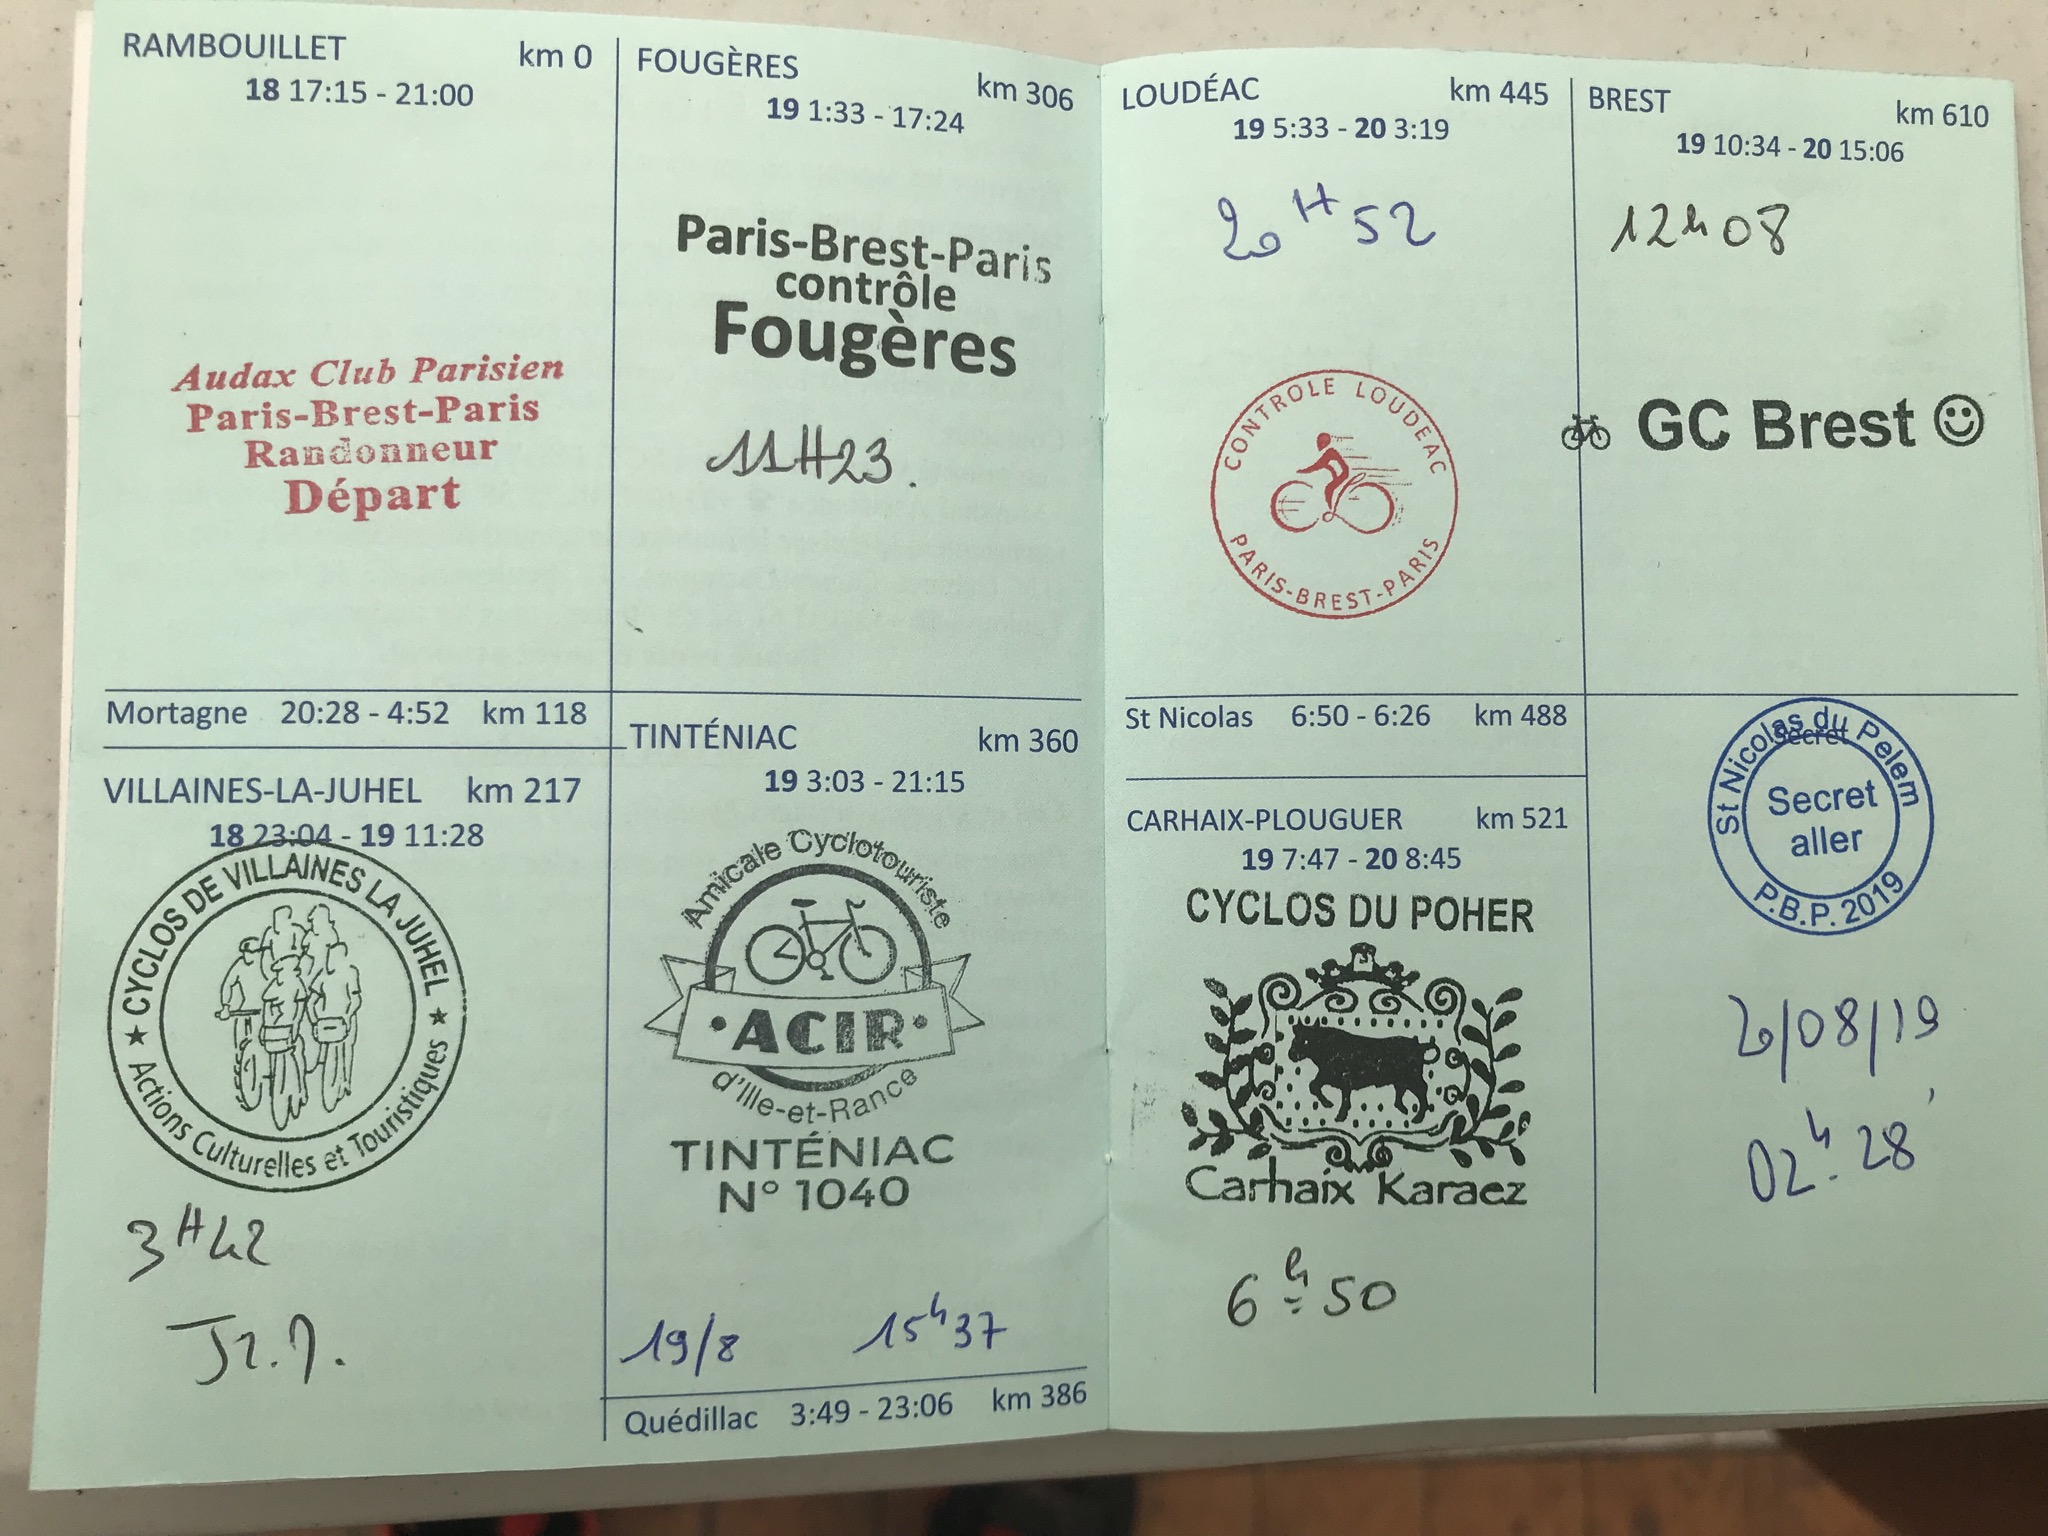 RAMBOUILLET km 0
18 17:15 - 21:00
Audax Club Parisien
Paris-Brest-Paris
Randonneur
Départ
Mortagne 20:28 - 4:52 km 118
VILLAINES-LA-JUHEL km 217
18 23:04 - 19 11:28
★ CYCLOS DE VILLAINES LA JUHEL ★
Actions Culturelles et Touristiques
3H42
FOUGÈRES km 306
19 1:33 - 17:24
Paris-Brest-Paris
contrôle
Fougères
11H23.
TINTÉNIAC km 360
19 3:03 - 21:15
Amicale Cyclotouriste
• ACIR •
d'Ille-et-Rance
TINTÉNIAC
N° 1040
19/8 15h37
Quédillac 3:49 - 23:06 km 386
LOUDÉAC km 445
19 5:33 - 20 3:19
20H52
CONTROLE LOUDEAC
PARIS-BREST-PARIS
St Nicolas 6:50 - 6:26 km 488
CARHAIX-PLOUGUER km 521
19 7:47 - 20 8:45
CYCLOS DU POHER
Carhaix Karaez
6h50
BREST km 610
19 10:34 - 20 15:06
12h08
GC Brest ☺
Secret
St Nicolas du Pelem
Secret
aller
P.B.P. 2019
20/08/19
02h28